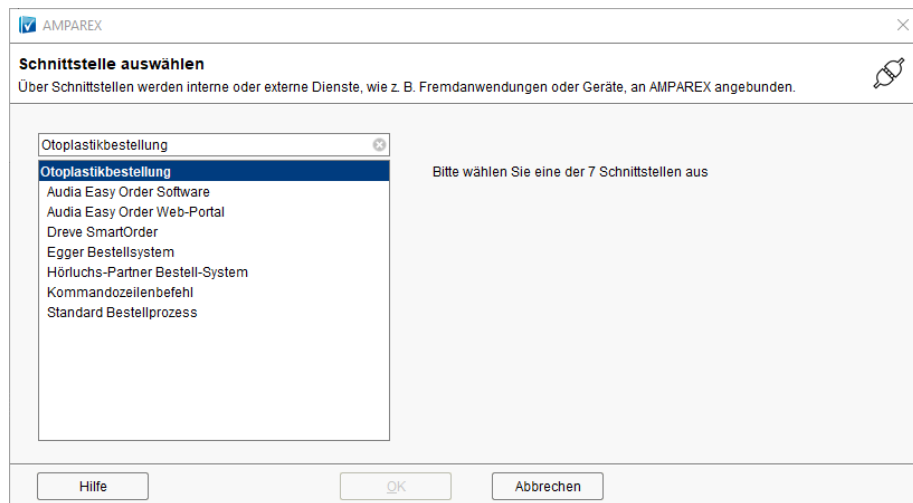 AMPAREX
Schnittstelle auswählen
Über Schnittstellen werden interne oder externe Dienste, wie z. B. Fremdanwendungen oder Geräte, an AMPAREX angebunden.
Otoplastikbestellung
Otoplastikbestellung
Bitte wählen Sie eine der 7 Schnittstellen aus
Audia Easy Order Software
Audia Easy Order Web-Portal
Dreve SmartOrder
Egger Bestellsystem
Hörluchs-Partner Bestell-System
Kommandozeilenbefehl
Standard Bestellprozess
Hilfe
OK
Abbrechen